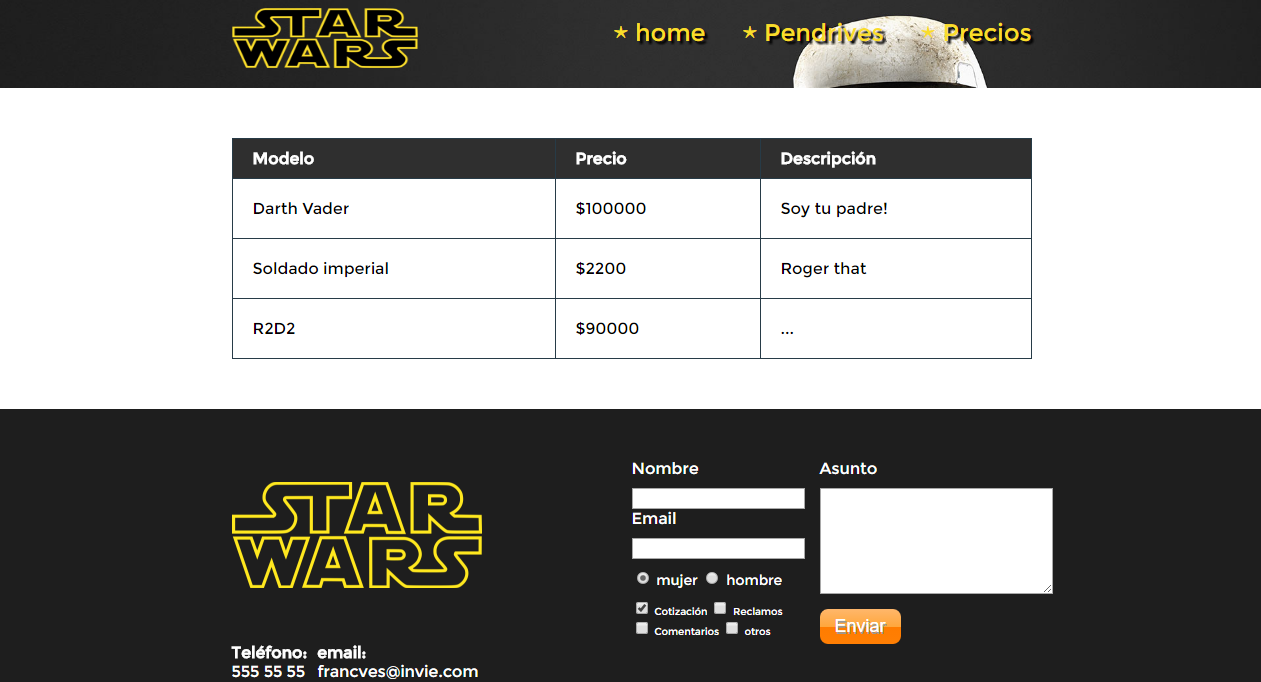 STAR
WARS
★ home ★ Pendrives ★ Precios
Modelo Precio Descripción
Darth Vader $100000 Soy tu padre!
Soldado imperial $2200 Roger that
R2D2 $90000 ...
STAR
WARS
Teléfono: email:
555 55 55 francves@invie.com
Nombre
Email
mujer hombre
Cotización Reclamos
Comentarios otros
Asunto
Enviar